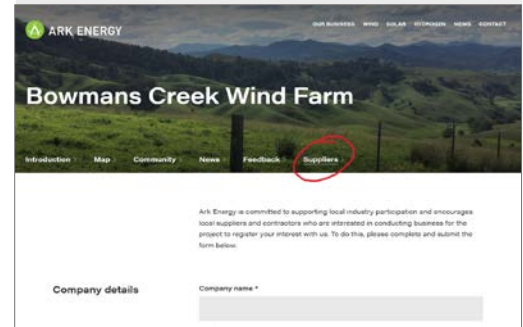 ARK ENERGY
OUR BUSINESS WIND SOLAR HYDROGEN NEWS CONTACT
Bowmans Creek Wind Farm
Introduction Map Community News Feedback Suppliers
Ark Energy is committed to supporting local industry participation and encourages
local suppliers and contractors who are interested in conducting business for the
project to register your interest with us. To do this, please complete and submit the
form below.
Company details
Company name *